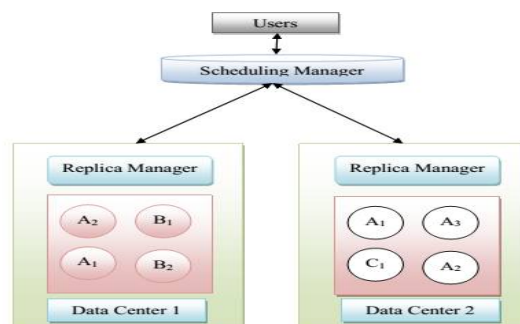 Users
Scheduling Manager
Replica Manager
A₂ B₁
A₁ B₂
Data Center 1
Replica Manager
A₁ A₃
C₁ A₂
Data Center 2